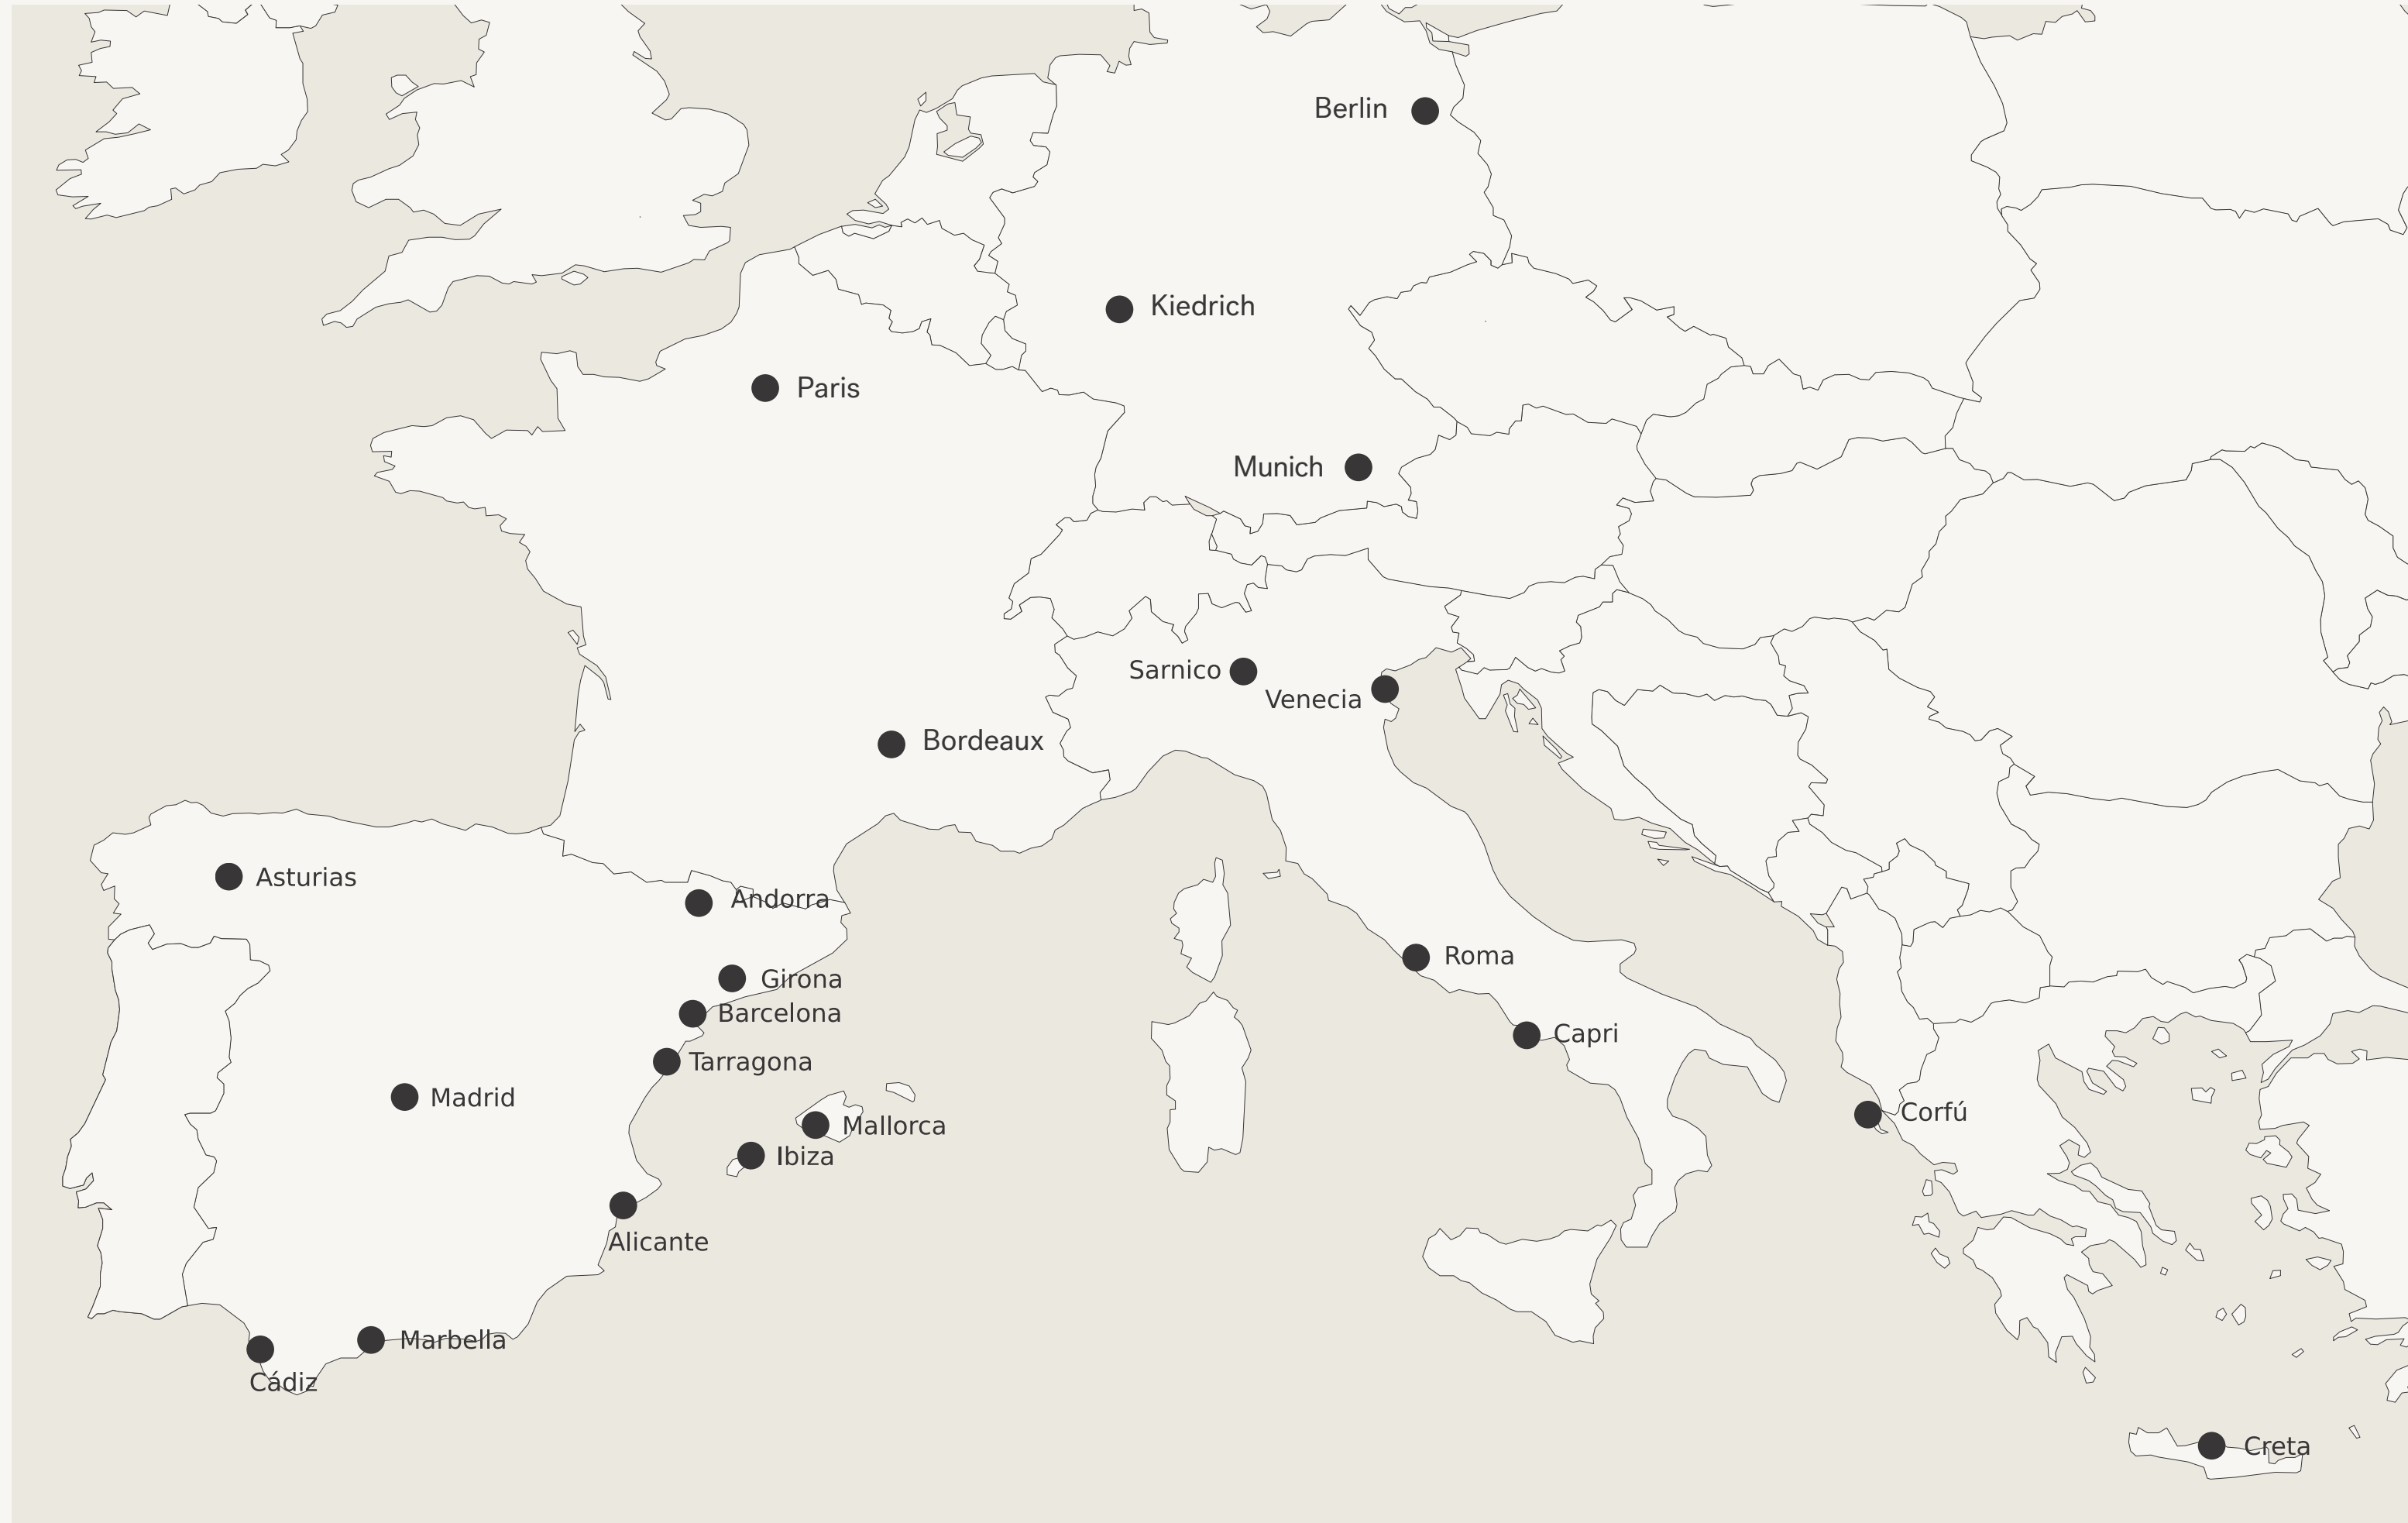 Berlin
Kiedrich
Paris
Munich
Sarnico
Venecia
Bordeaux
Asturias
Andorra
Roma
Girona
Barcelona
Capri
Tarragona
Madrid
Corfú
Mallorca
Ibiza
Alicante
Marbella
Cádiz
Creta